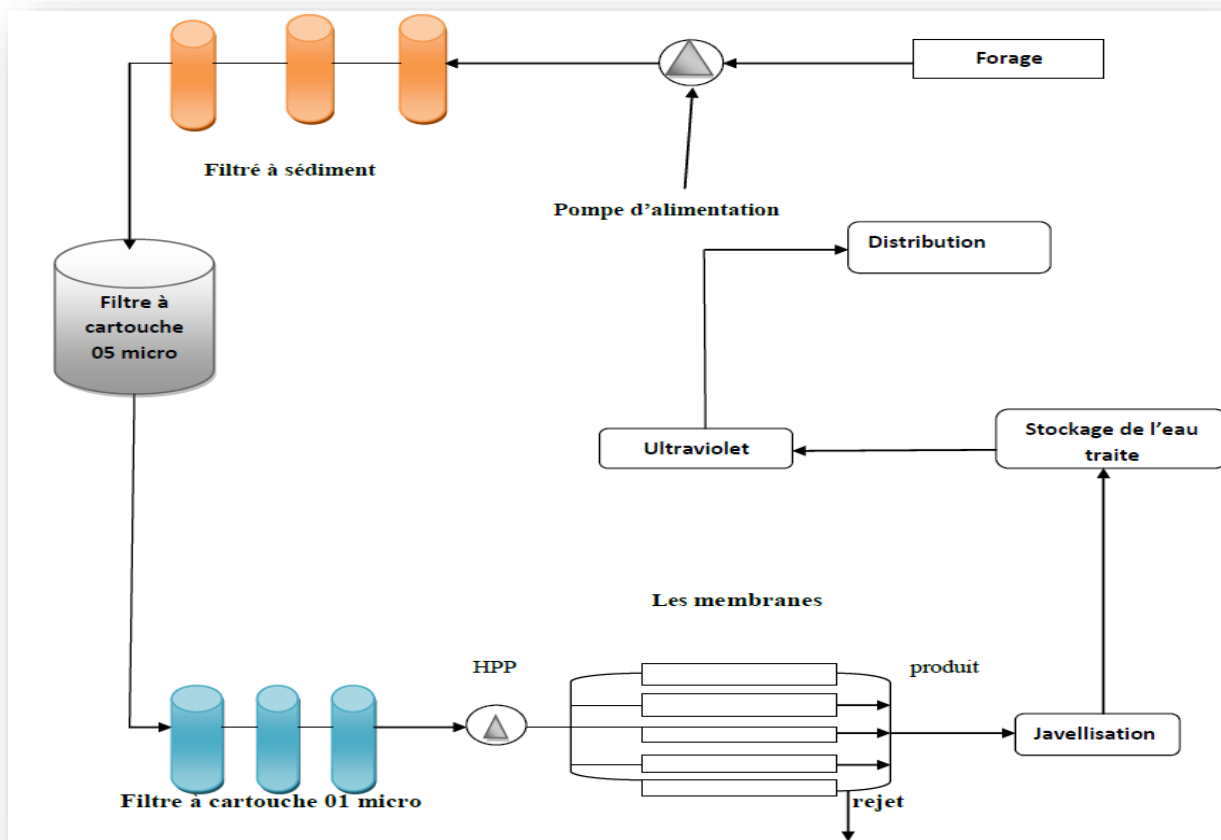 Forage
Filtré à sédiment
Pompe d'alimentation
Distribution
Filtre à
cartouche
05 micro
Ultraviolet
Stockage de l'eau
traite
Les membranes
HPP
produit
Javellisation
Filtre à cartouche 01 micro
rejet